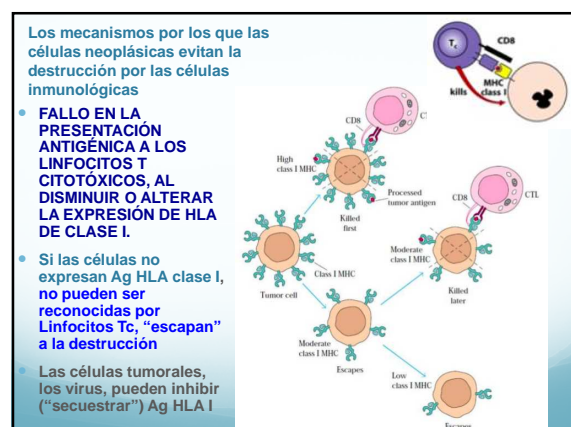 Los mecanismos por los que las
células neoplásicas evitan la
destrucción por las células
inmunológicas
FALLO EN LA
PRESENTACIÓN
ANTIGÉNICA A LOS
LINFOCITOS T
CITOTÓXICOS, AL
DISMINUIR O ALTERAR
LA EXPRESIÓN DE HLA
DE CLASE I.
Si las células no
expresan Ag HLA clase I,
no pueden ser
reconocidas por
Linfocitos Tc, “escapan”
a la destrucción
Las células tumorales,
los virus, pueden inhibir
(“secuestrar”) Ag HLA I
Tc
CD8
MHC
class I
kills
CD8
High
class I MHC
Processed
tumor antigen
Killed
first
Class I MHC
Tumor cell
CD8
CTL
Moderate
class I MHC
Killed
later
Moderate
class I MHC
Escapes
Low
class I MHC
Escapes